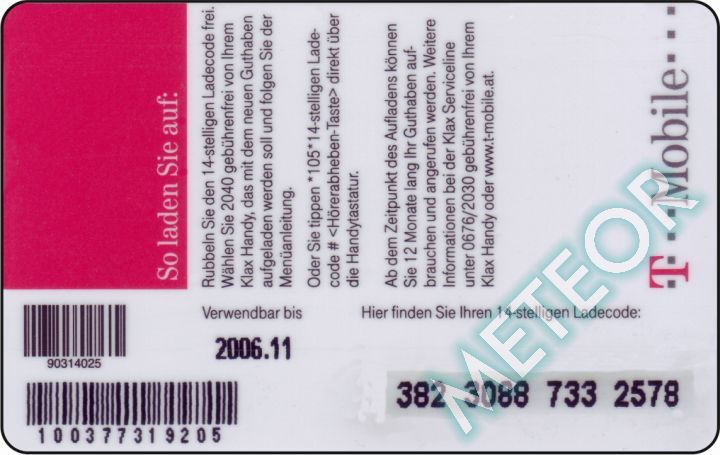 So laden Sie auf:
Rubbeln Sie den 14-stelligen Ladecode frei.
Wählen Sie 2040 gebührenfrei von Ihrem
Klax Handy, das mit dem neuen Guthaben
aufgeladen werden soll und folgen Sie der
Menüanleitung.
Oder Sie tippen *105*14-stelligen Lade-
code # <Hörerabheben-Taste> direkt über
die Handytastatur.
Ab dem Zeitpunkt des Aufladens können
Sie 12 Monate lang Ihr Guthaben auf-
brauchen und angerufen werden. Weitere
Informationen bei der Klax Serviceline
unter 0676/2030 gebührenfrei von Ihrem
Klax Handy oder www.t-mobile.at.
T··Mobile···
Verwendbar bis
2006.11
Hier finden Sie Ihren 14-stelligen Ladecode:
382 3088 733 2578
90314025
100377319205
METEOR